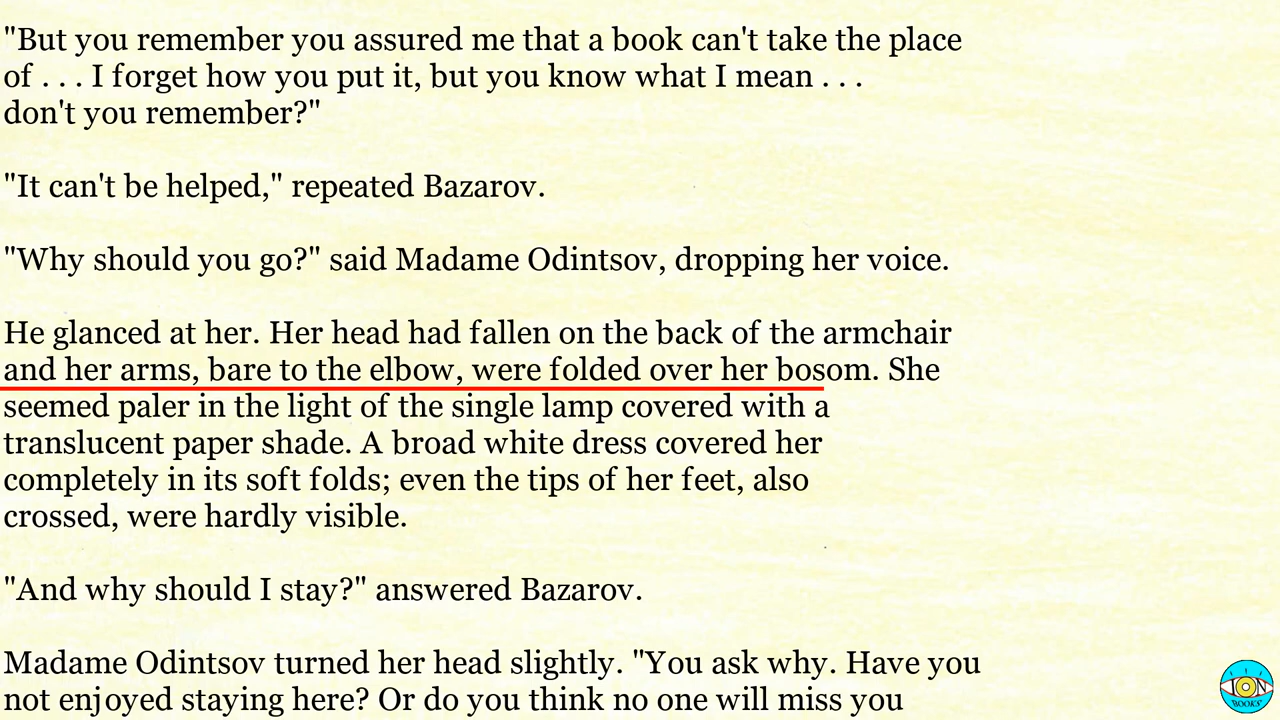 "But you remember you assured me that a book can't take the place
of . . . I forget how you put it, but you know what I mean . . .
don't you remember?"
"It can't be helped," repeated Bazarov.
"Why should you go?" said Madame Odintsov, dropping her voice.
He glanced at her. Her head had fallen on the back of the armchair
and her arms, bare to the elbow, were folded over her bosom. She
seemed paler in the light of the single lamp covered with a
translucent paper shade. A broad white dress covered her
completely in its soft folds; even the tips of her feet, also
crossed, were hardly visible.
"And why should I stay?" answered Bazarov.
Madame Odintsov turned her head slightly. "You ask why. Have you
not enjoyed staying here? Or do you think no one will miss you
ION
BOOKS